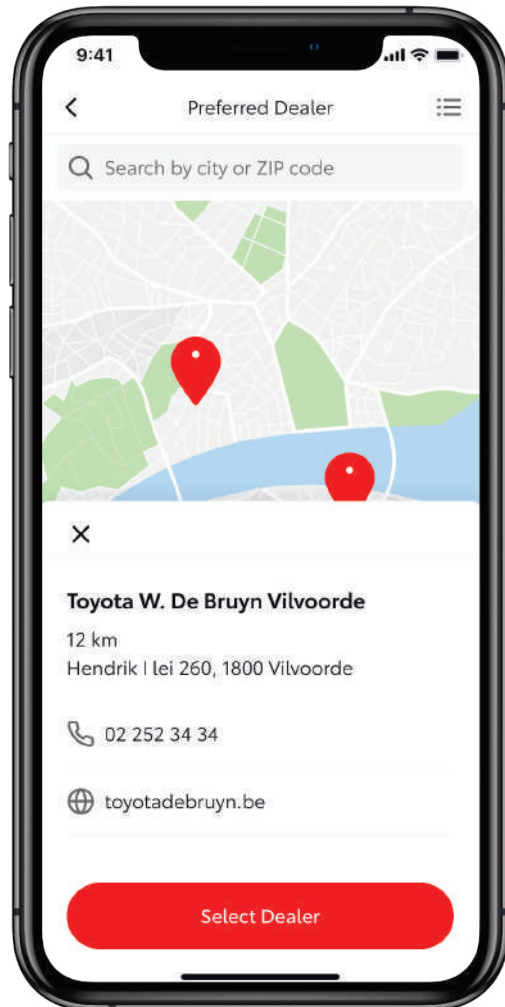 9:41
Preferred Dealer
Search by city or ZIP code
Toyota W. De Bruyn Vilvoorde
12 km
Hendrik I lei 260, 1800 Vilvoorde
02 252 34 34
toyotadebruyn.be
Select Dealer